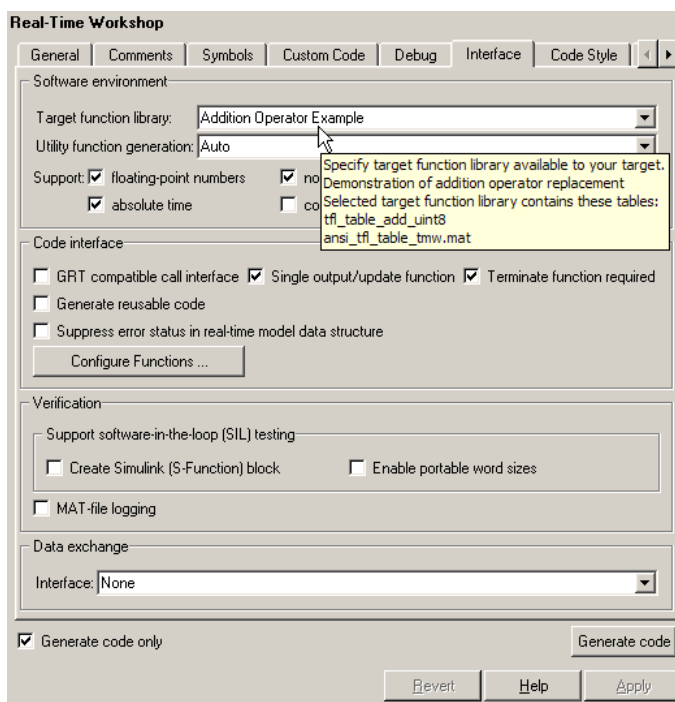 Real-Time Workshop
General Comments Symbols Custom Code Debug Interface Code Style
Software environment
Target function library: Addition Operator Example
Utility function generation: Auto
Specify target function library available to your target.
Demonstration of addition operator replacement
Selected target function library contains these tables:
tfl_table_add_uint8
ansi_tfl_table_tmw.mat
Support: floating-point numbers
absolute time
Code interface
GRT compatible call interface Single output/update function Terminate function required
Generate reusable code
Suppress error status in real-time model data structure
Configure Functions ...
Verification
Support software-in-the-loop (SIL) testing
Create Simulink (S-Function) block Enable portable word sizes
MAT-file logging
Data exchange
Interface: None
Generate code only Generate code
Revert Help Apply